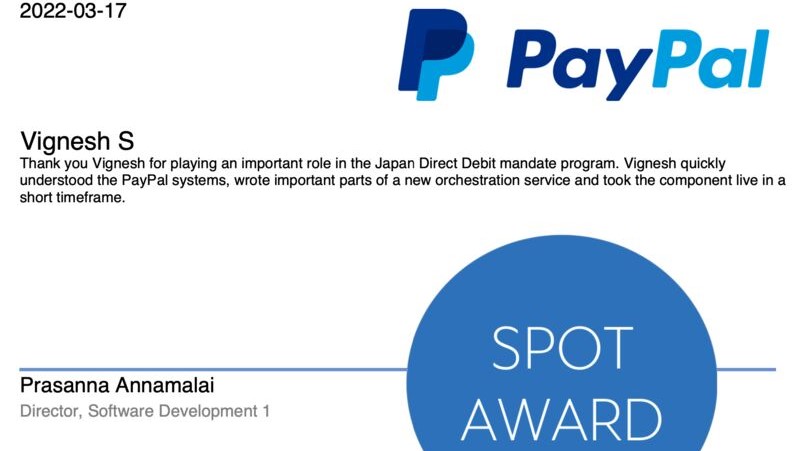 2022-03-17
PayPal
Vignesh S
Thank you Vignesh for playing an important role in the Japan Direct Debit mandate program. Vignesh quickly
understood the PayPal systems, wrote important parts of a new orchestration service and took the component live in a
short timeframe.
SPOT
AWARD
Prasanna Annamalai
Director, Software Development 1